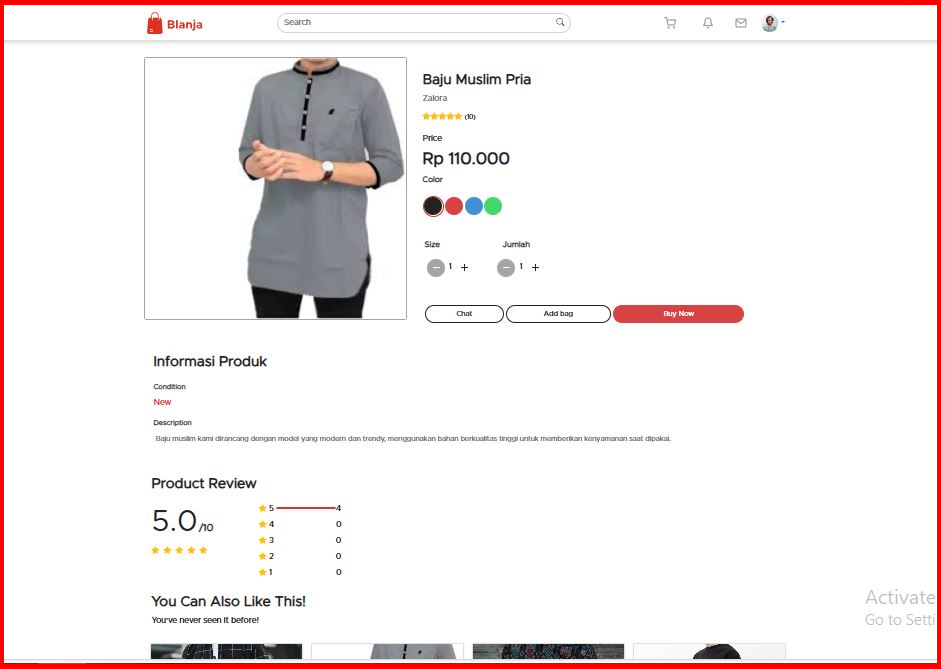 Blanja
Search
Baju Muslim Pria
Zalora
(10)
Price
Rp 110.000
Color
Size
Jumlah
1 +
1 +
Chat
Add bag
Buy Now
Informasi Produk
Condition
New
Description
Baju muslim kami dirancang dengan model yang modern dan trendy, menggunakan bahan berkualitas tinggi untuk memberikan kenyamanan saat dipakai.
Product Review
5.0/10
5 4
4 0
3 0
2 0
1 0
You Can Also Like This!
You've never seen it before!
Activate
Go to Setti